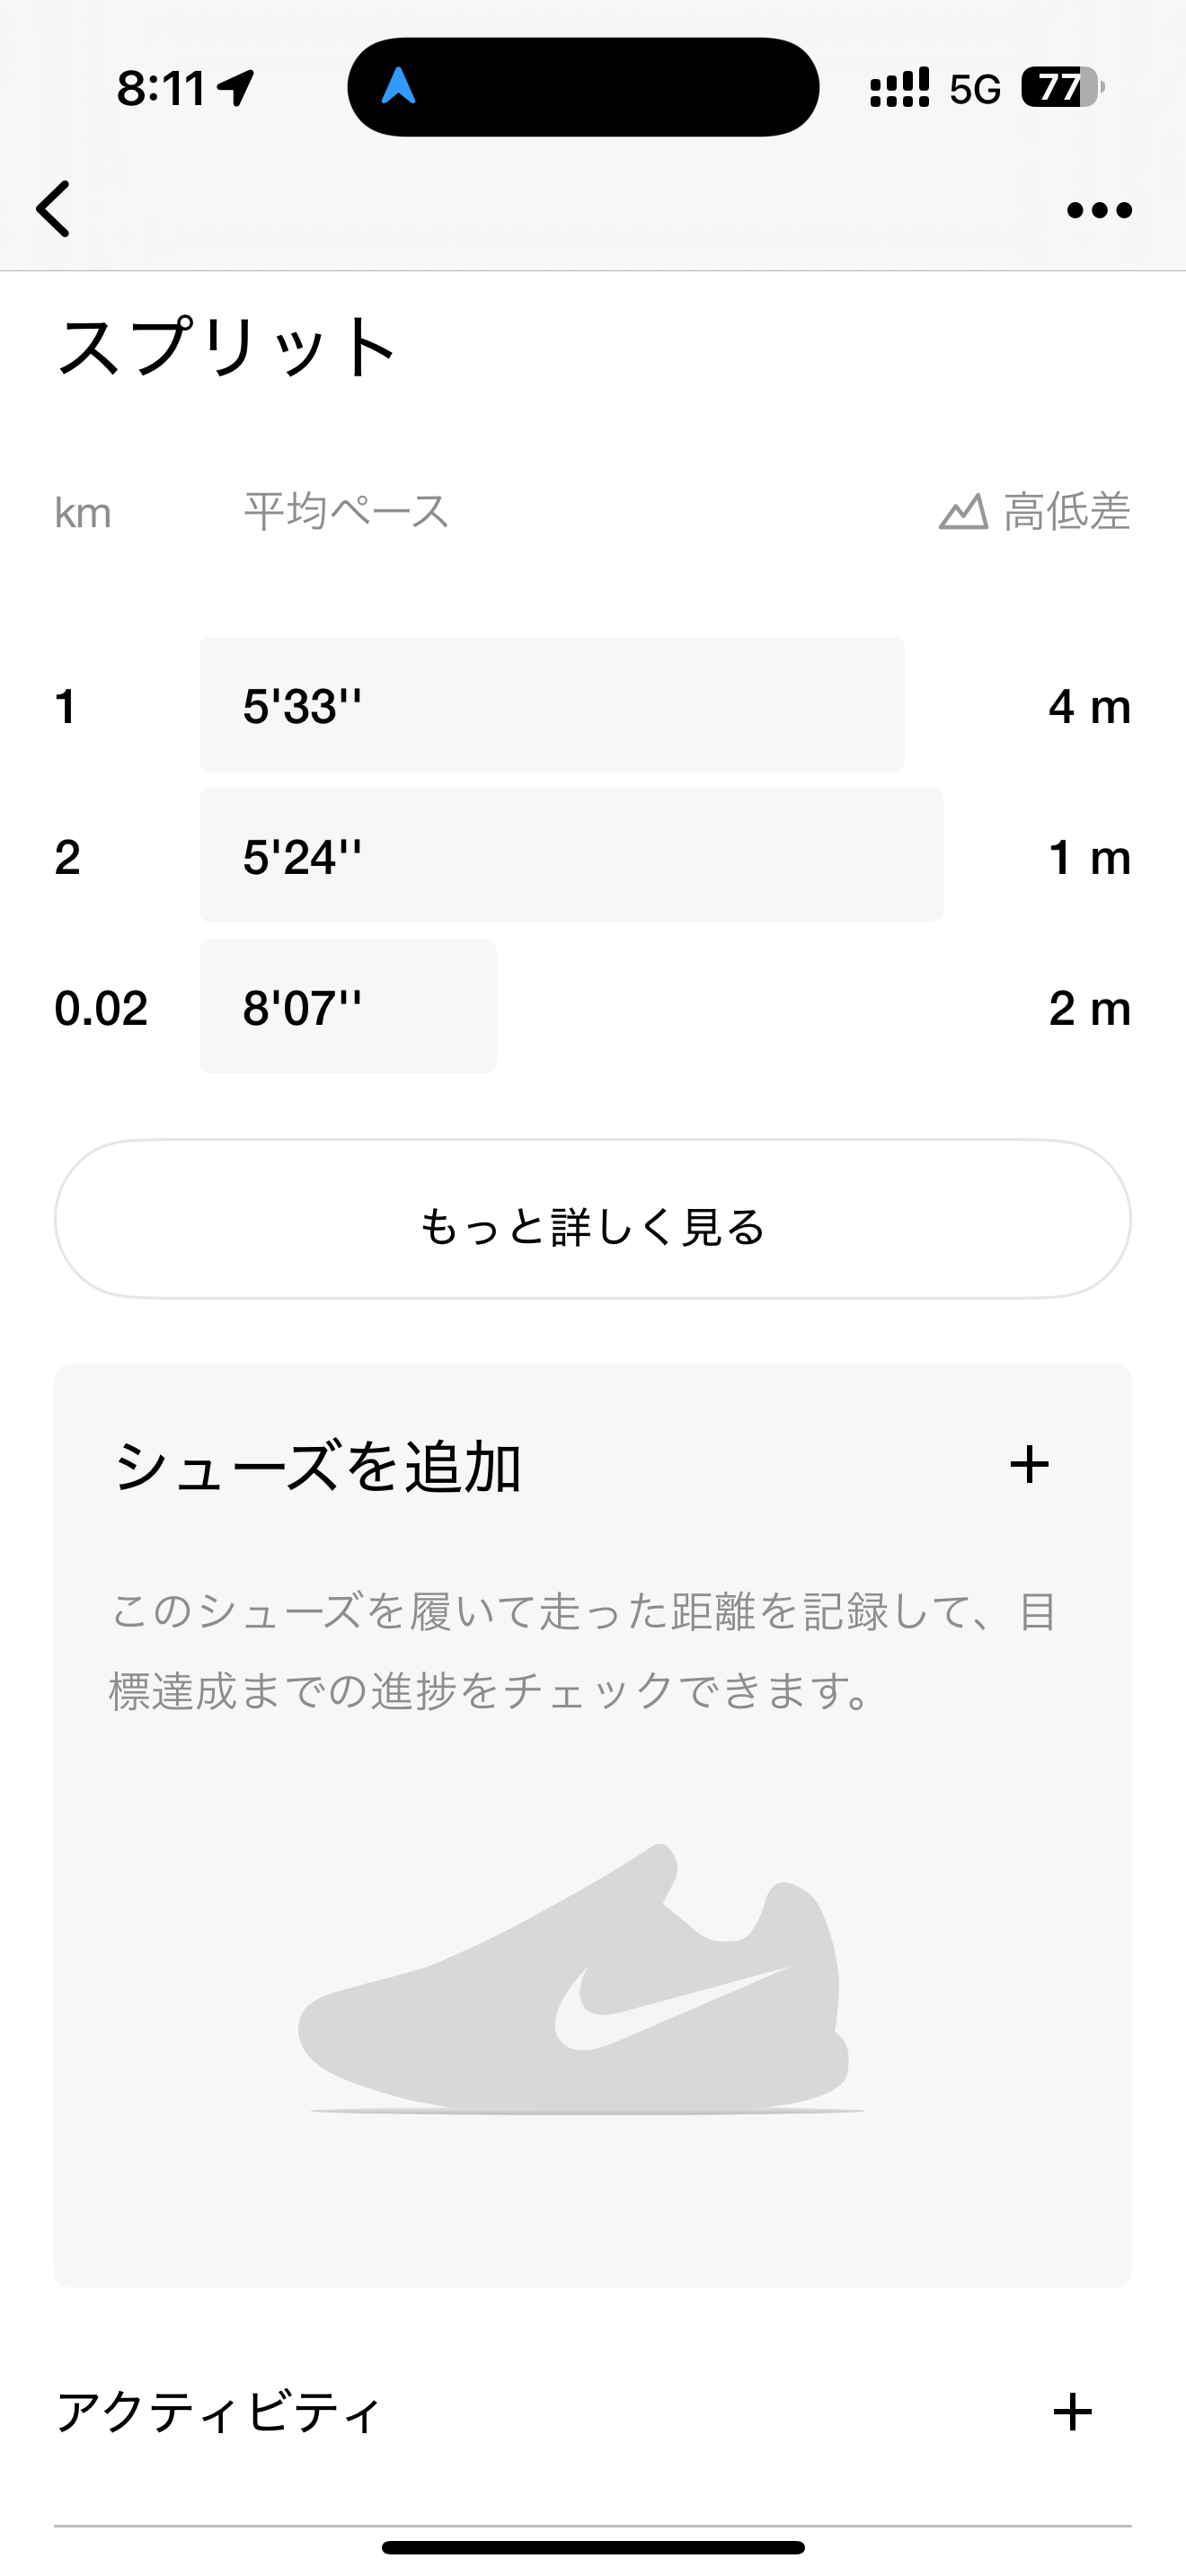 8:11 5G 77
スプリット
km 平均ペース 高低差
1 5'33'' 4 m
2 5'24'' 1 m
0.02 8'07'' 2 m
もっと詳しく見る
シューズを追加 +
このシューズを履いて走った距離を記録して、目
標達成までの進捗をチェックできます。
アクティビティ +